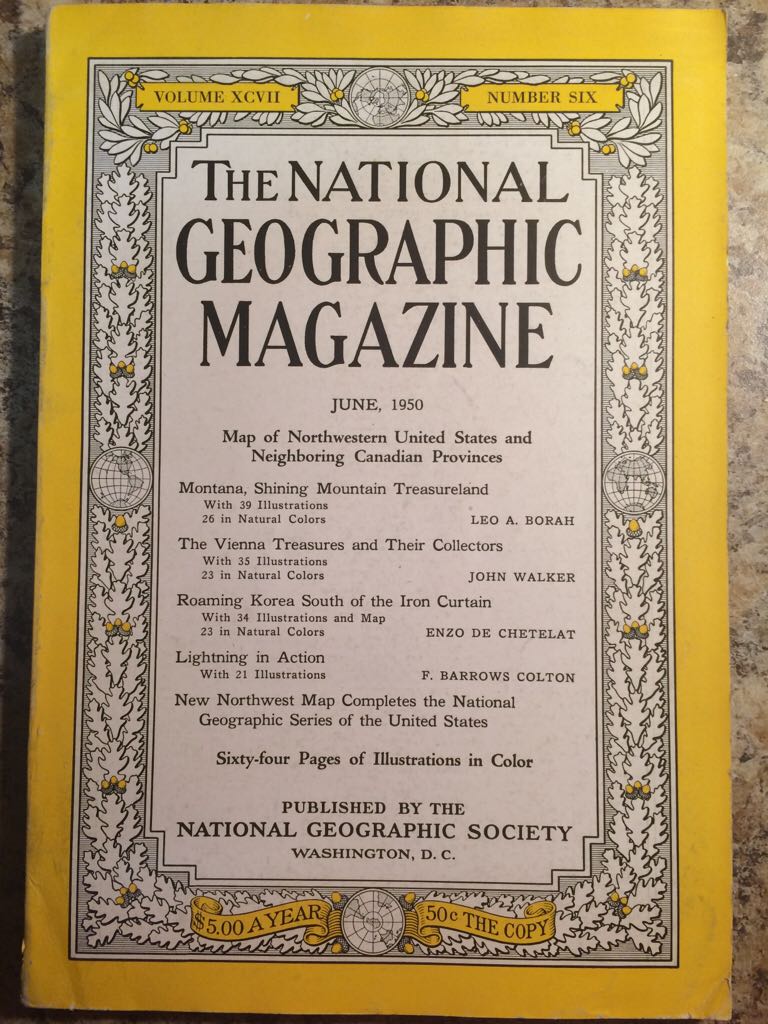 VOLUME XCVII
NUMBER SIX
THE NATIONAL
GEOGRAPHIC
MAGAZINE
JUNE, 1950
Map of Northwestern United States and
Neighboring Canadian Provinces
Montana, Shining Mountain Treasureland
With 39 Illustrations
26 in Natural Colors LEO A. BORAH
The Vienna Treasures and Their Collectors
With 35 Illustrations
23 in Natural Colors JOHN WALKER
Roaming Korea South of the Iron Curtain
With 34 Illustrations and Map
23 in Natural Colors ENZO DE CHETELAT
Lightning in Action
With 21 Illustrations F. BARROWS COLTON
New Northwest Map Completes the National
Geographic Series of the United States
Sixty-four Pages of Illustrations in Color
PUBLISHED BY THE
NATIONAL GEOGRAPHIC SOCIETY
WASHINGTON, D. C.
$5.00 A YEAR
50c THE COPY